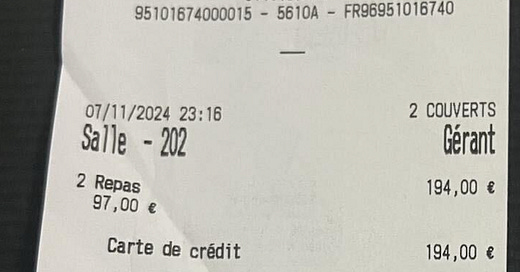 95101674000015 - 5610A - FR96951016740
07/11/2024 23:16 2 COUVERTS
Salle - 202 Gérant
2 Repas 194,00 €
97,00 €
Carte de crédit 194,00 €